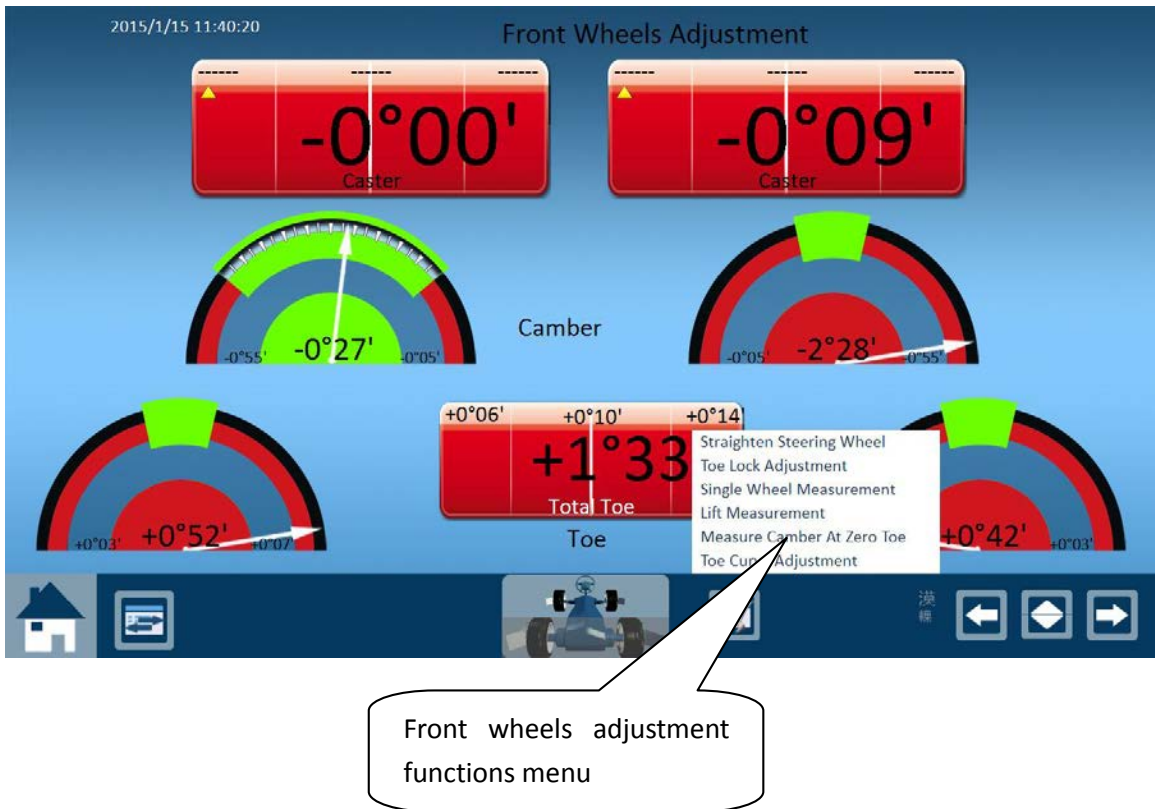 2015/1/15 11:40:20
Front Wheels Adjustment
------ ------ ------
------ ------ ------
-0°00'
Caster
-0°09'
Caster
-0°55' -0°27' -0°05'
Camber
-0°05' -2°28' -0°55'
+0°03' +0°52' +0°07'
+0°06' +0°10' +0°14'
+1°33
Total Toe
Toe
Straighten Steering Wheel
Toe Lock Adjustment
Single Wheel Measurement
Lift Measurement
Measure Camber At Zero Toe
Toe Adjustment
+0°42' +0°03'
Front wheels adjustment
functions menu